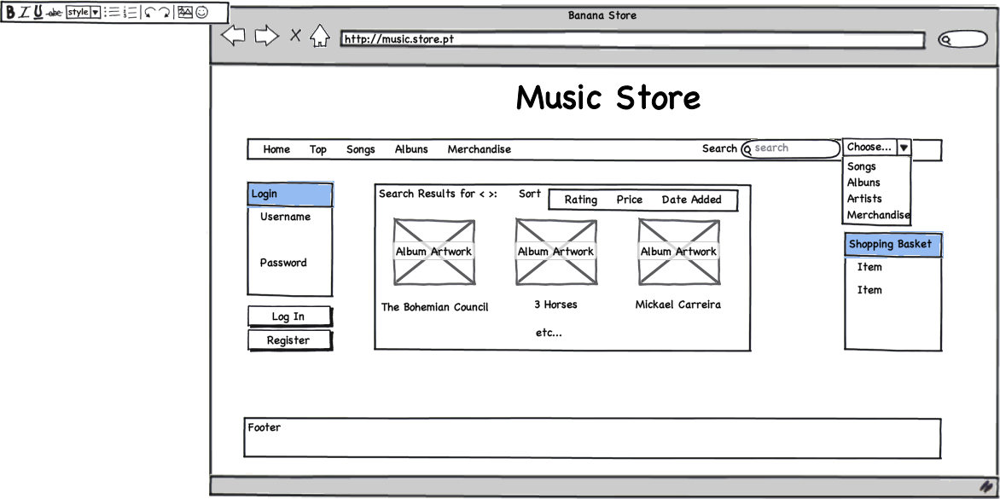 B I U abc style
Banana Store
http://music.store.pt
Music Store
Home Top Songs Albuns Merchandise Search search Choose...
Songs
Albuns
Artists
Merchandise
Login
Username
Password
Log In
Register
Search Results for < >: Sort Rating Price Date Added
Album Artwork Album Artwork Album Artwork
The Bohemian Council 3 Horses Mickael Carreira
etc...
Shopping Basket
Item
Item
Footer